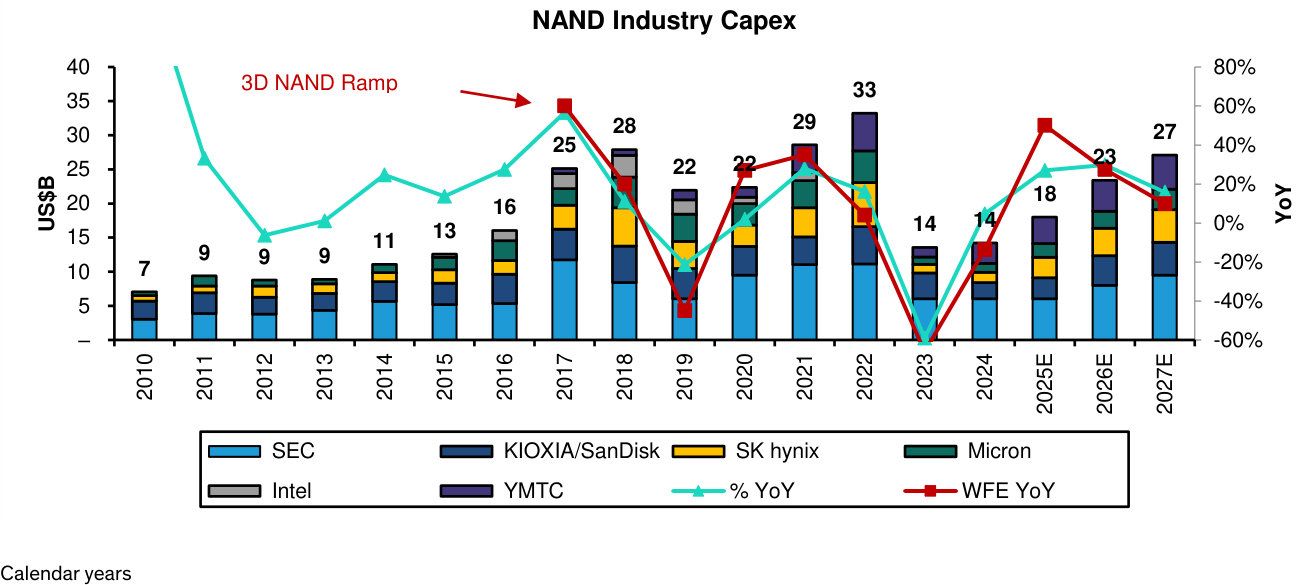 NAND Industry Capex
40 80%
35 3D NAND Ramp 60%
30 40%
25 20%
20 0%
15 -20%
10 -40%
5 -60%
–
US$B
YoY
7 9 9 9 11 13 16 25 28 22 22 29 33 14 14 18 23 27
2010 2011 2012 2013 2014 2015 2016 2017 2018 2019 2020 2021 2022 2023 2024 2025E 2026E 2027E
SEC KIOXIA/SanDisk SK hynix Micron
Intel YMTC % YoY WFE YoY
Calendar years